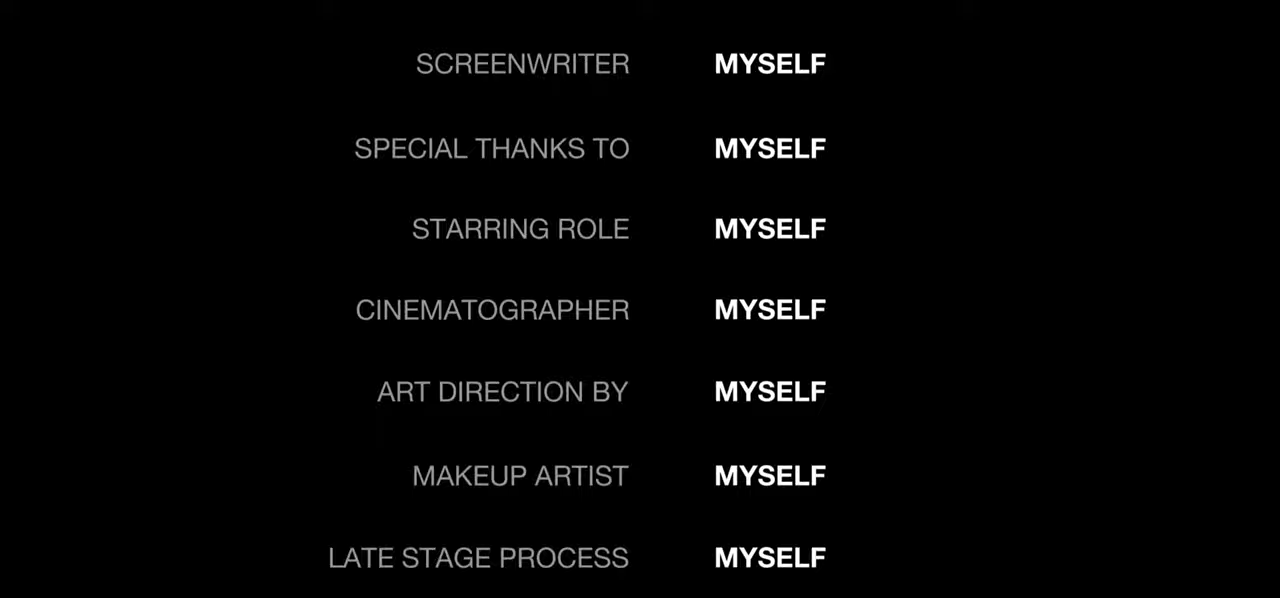 SCREENWRITER MYSELF
SPECIAL THANKS TO MYSELF
STARRING ROLE MYSELF
CINEMATOGRAPHER MYSELF
ART DIRECTION BY MYSELF
MAKEUP ARTIST MYSELF
LATE STAGE PROCESS MYSELF